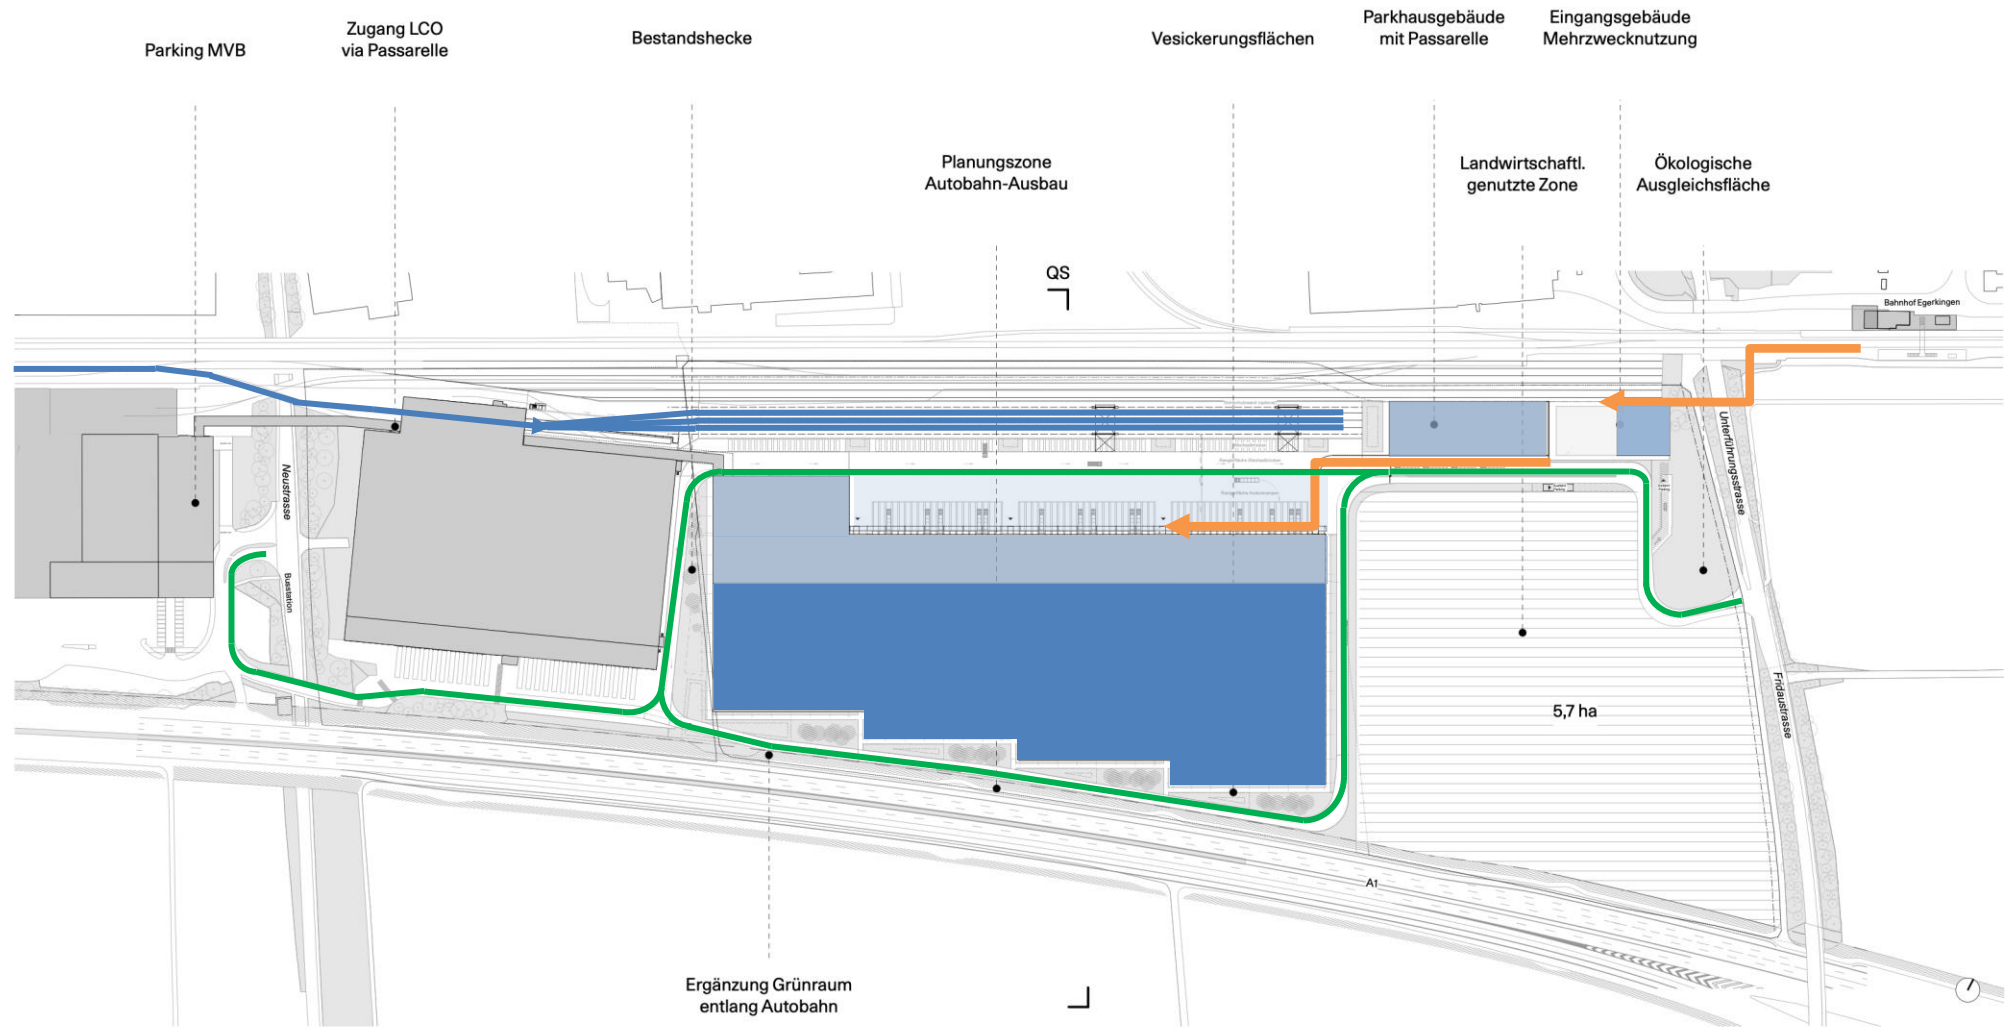 Parking MVB
Zugang LCO
via Passarelle
Bestandshecke
Vesickerungsflächen
Parkhausgebäude
mit Passarelle
Eingangsgebäude
Mehrzwecknutzung
Planungszone
Autobahn-Ausbau
Landwirtschaftl.
genutzte Zone
Ökologische
Ausgleichsfläche
QS
Bahnhof Egerkingen
Neustrasse
Busstation
Unterführungsstrasse
Fridaustrasse
5,7 ha
A1
Ergänzung Grünraum
entlang Autobahn